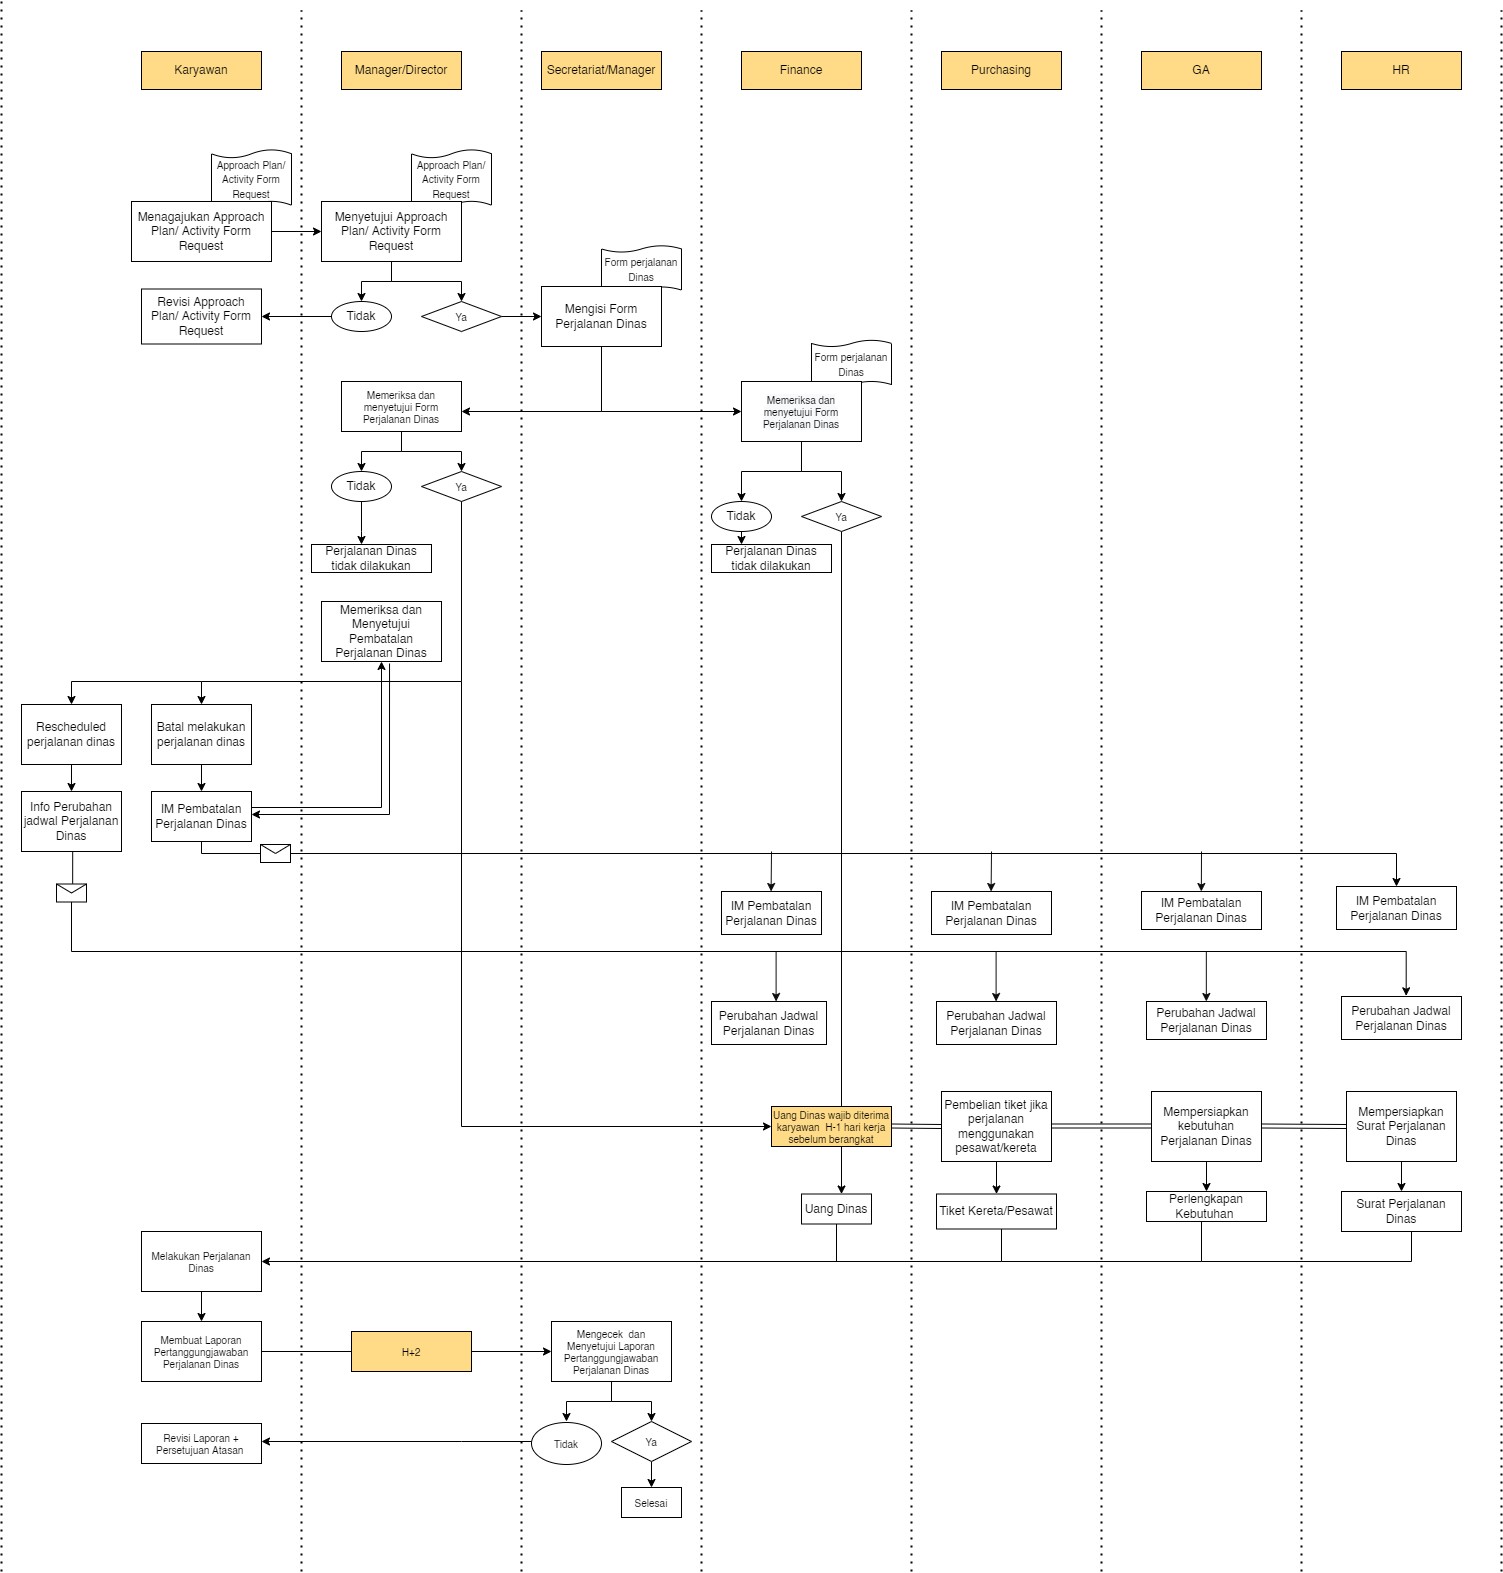 Karyawan
Manager/Director
Secretariat/Manager
Finance
Purchasing
GA
HR
Approach Plan/
Activity Form
Request
Approach Plan/
Activity Form
Request
Menagajukan Approach
Plan/ Activity Form
Request
Menyetujui Approach
Plan/ Activity Form
Request
Form perjalanan
Dinas
Revisi Approach
Plan/ Activity Form
Request
Tidak
Ya
Mengisi Form
Perjalanan Dinas
Form perjalanan
Dinas
Memeriksa dan
menyetujui Form
Perjalanan Dinas
Memeriksa dan
menyetujui Form
Perjalanan Dinas
Tidak
Ya
Tidak
Ya
Perjalanan Dinas
tidak dilakukan
Perjalanan Dinas
tidak dilakukan
Memeriksa dan
Menyetujui
Pembatalan
Perjalanan Dinas
Rescheduled
perjalanan dinas
Batal melakukan
perjalanan dinas
Info Perubahan
jadwal Perjalanan
Dinas
IM Pembatalan
Perjalanan Dinas
IM Pembatalan
Perjalanan Dinas
IM Pembatalan
Perjalanan Dinas
IM Pembatalan
Perjalanan Dinas
IM Pembatalan
Perjalanan Dinas
Perubahan Jadwal
Perjalanan Dinas
Perubahan Jadwal
Perjalanan Dinas
Perubahan Jadwal
Perjalanan Dinas
Perubahan Jadwal
Perjalanan Dinas
Uang Dinas wajib diterima
karyawan H-1 hari kerja
sebelum berangkat
Pembelian tiket jika
perjalanan
menggunakan
pesawat/kereta
Mempersiapkan
kebutuhan
Perjalanan Dinas
Mempersiapkan
Surat Perjalanan
Dinas
Uang Dinas
Tiket Kereta/Pesawat
Perlengkapan
Kebutuhan
Surat Perjalanan
Dinas
Melakukan Perjalanan
Dinas
Membuat Laporan
Pertanggungjawaban
Perjalanan Dinas
H+2
Mengecek dan
Menyetujui Laporan
Pertanggungjawaban
Perjalanan Dinas
Revisi Laporan +
Persetujuan Atasan
Tidak
Ya
Selesai